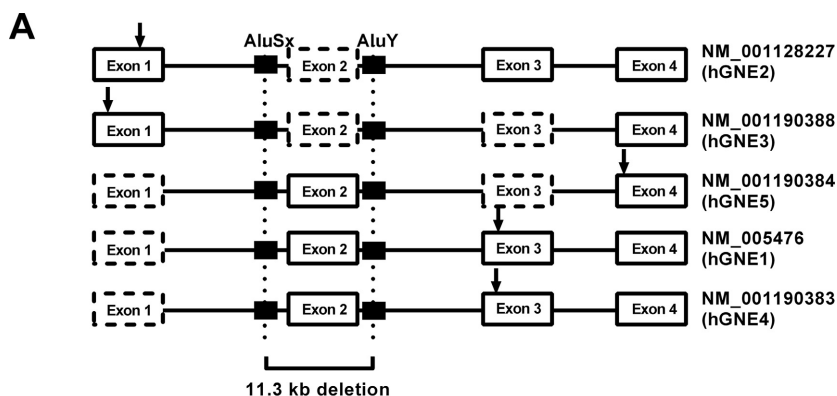 A
AluSx AluY
Exon 1 Exon 2 Exon 3 Exon 4 NM_001128227
(hGNE2)
Exon 1 Exon 2 Exon 3 Exon 4 NM_001190388
(hGNE3)
Exon 1 Exon 2 Exon 3 Exon 4 NM_001190384
(hGNE5)
Exon 1 Exon 2 Exon 3 Exon 4 NM_005476
(hGNE1)
Exon 1 Exon 2 Exon 3 Exon 4 NM_001190383
(hGNE4)
11.3 kb deletion